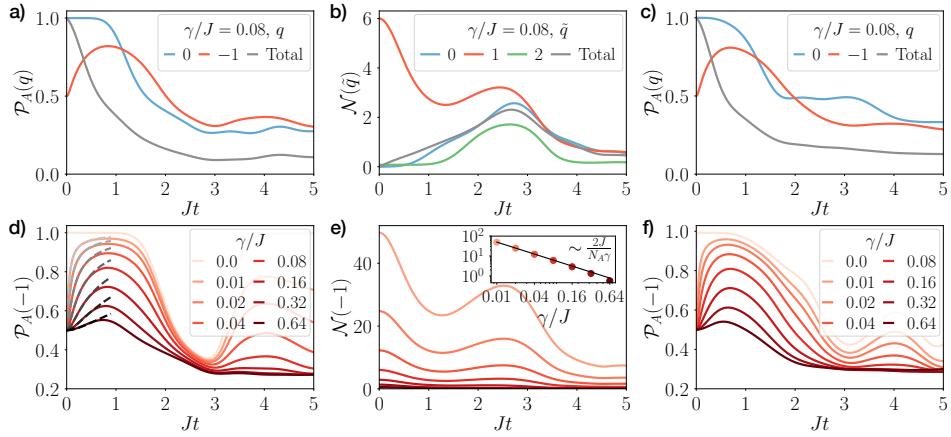 a)
𝒫_A(q)
γ/J = 0.08, q
0 −1 Total
1.0
0.5
0.0
0 1 2 3 4 5
Jt
b)
𝒩(q̃)
γ/J = 0.08, q̃
0 1 2 Total
6
4
2
0
0 1 2 3 4 5
Jt
c)
𝒫_A(q)
γ/J = 0.08, q
0 −1 Total
1.0
0.5
0.0
0 1 2 3 4 5
Jt
d)
𝒫_A(−1)
γ/J
0.0 0.08
0.01 0.16
0.02 0.32
0.04 0.64
1.0
0.8
0.6
0.4
0.2
0 1 2 3 4 5
Jt
e)
𝒩(−1)
40
20
0
0 1 2 3 4 5
Jt
10²
10¹
10⁰
∼ 2J/N_Aγ
0.01 0.04 0.16 0.64
γ/J
f)
𝒫_A(−1)
γ/J
0.0 0.08
0.01 0.16
0.02 0.32
0.04 0.64
1.0
0.8
0.6
0.4
0.2
0 1 2 3 4 5
Jt